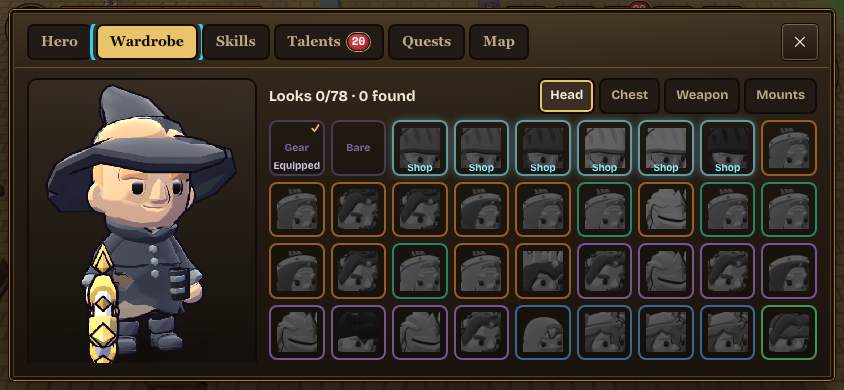 Hero Wardrobe Skills Talents 20 Quests Map ×
Looks 0/78 · 0 found Head Chest Weapon Mounts
Gear Bare
Equipped Shop Shop Shop Shop Shop Shop